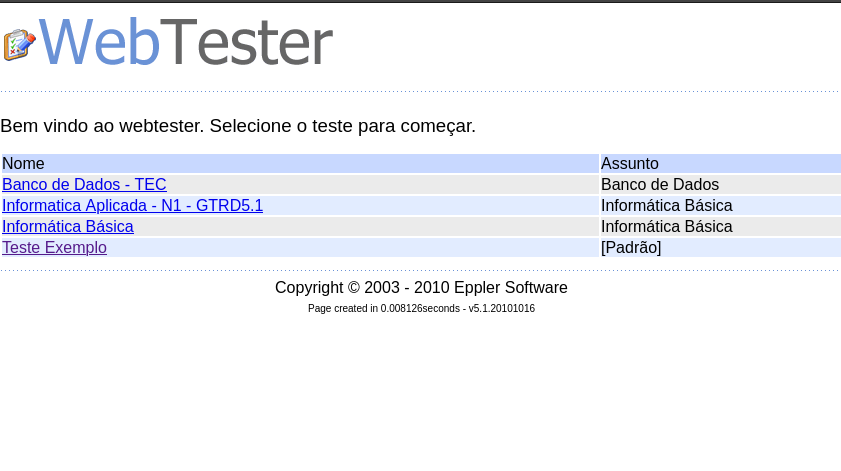 WebTester
Bem vindo ao webtester. Selecione o teste para começar.
Nome Assunto
Banco de Dados - TEC Banco de Dados
Informatica Aplicada - N1 - GTRD5.1 Informática Básica
Informática Básica Informática Básica
Teste Exemplo [Padrão]
Copyright © 2003 - 2010 Eppler Software
Page created in 0.008126seconds - v5.1.20101016